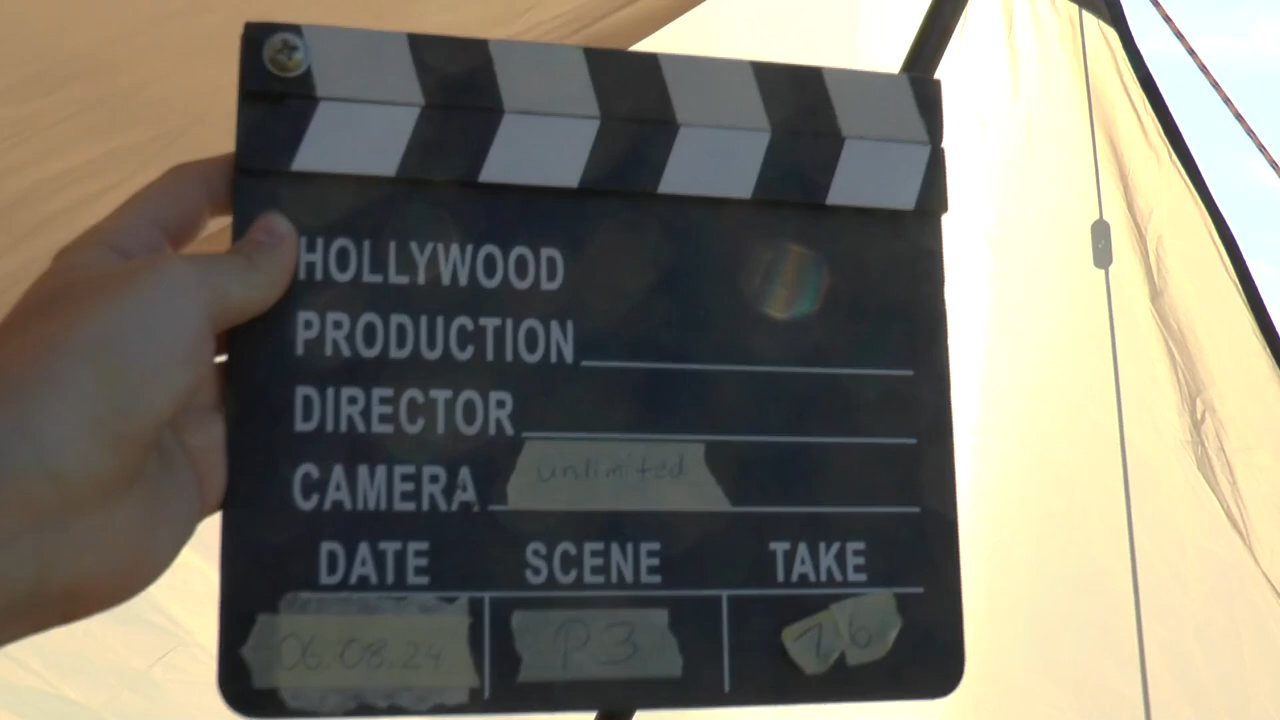 HOLLYWOOD
PRODUCTION
DIRECTOR
CAMERA unlimited
DATE SCENE TAKE
06.08.24 P3 26